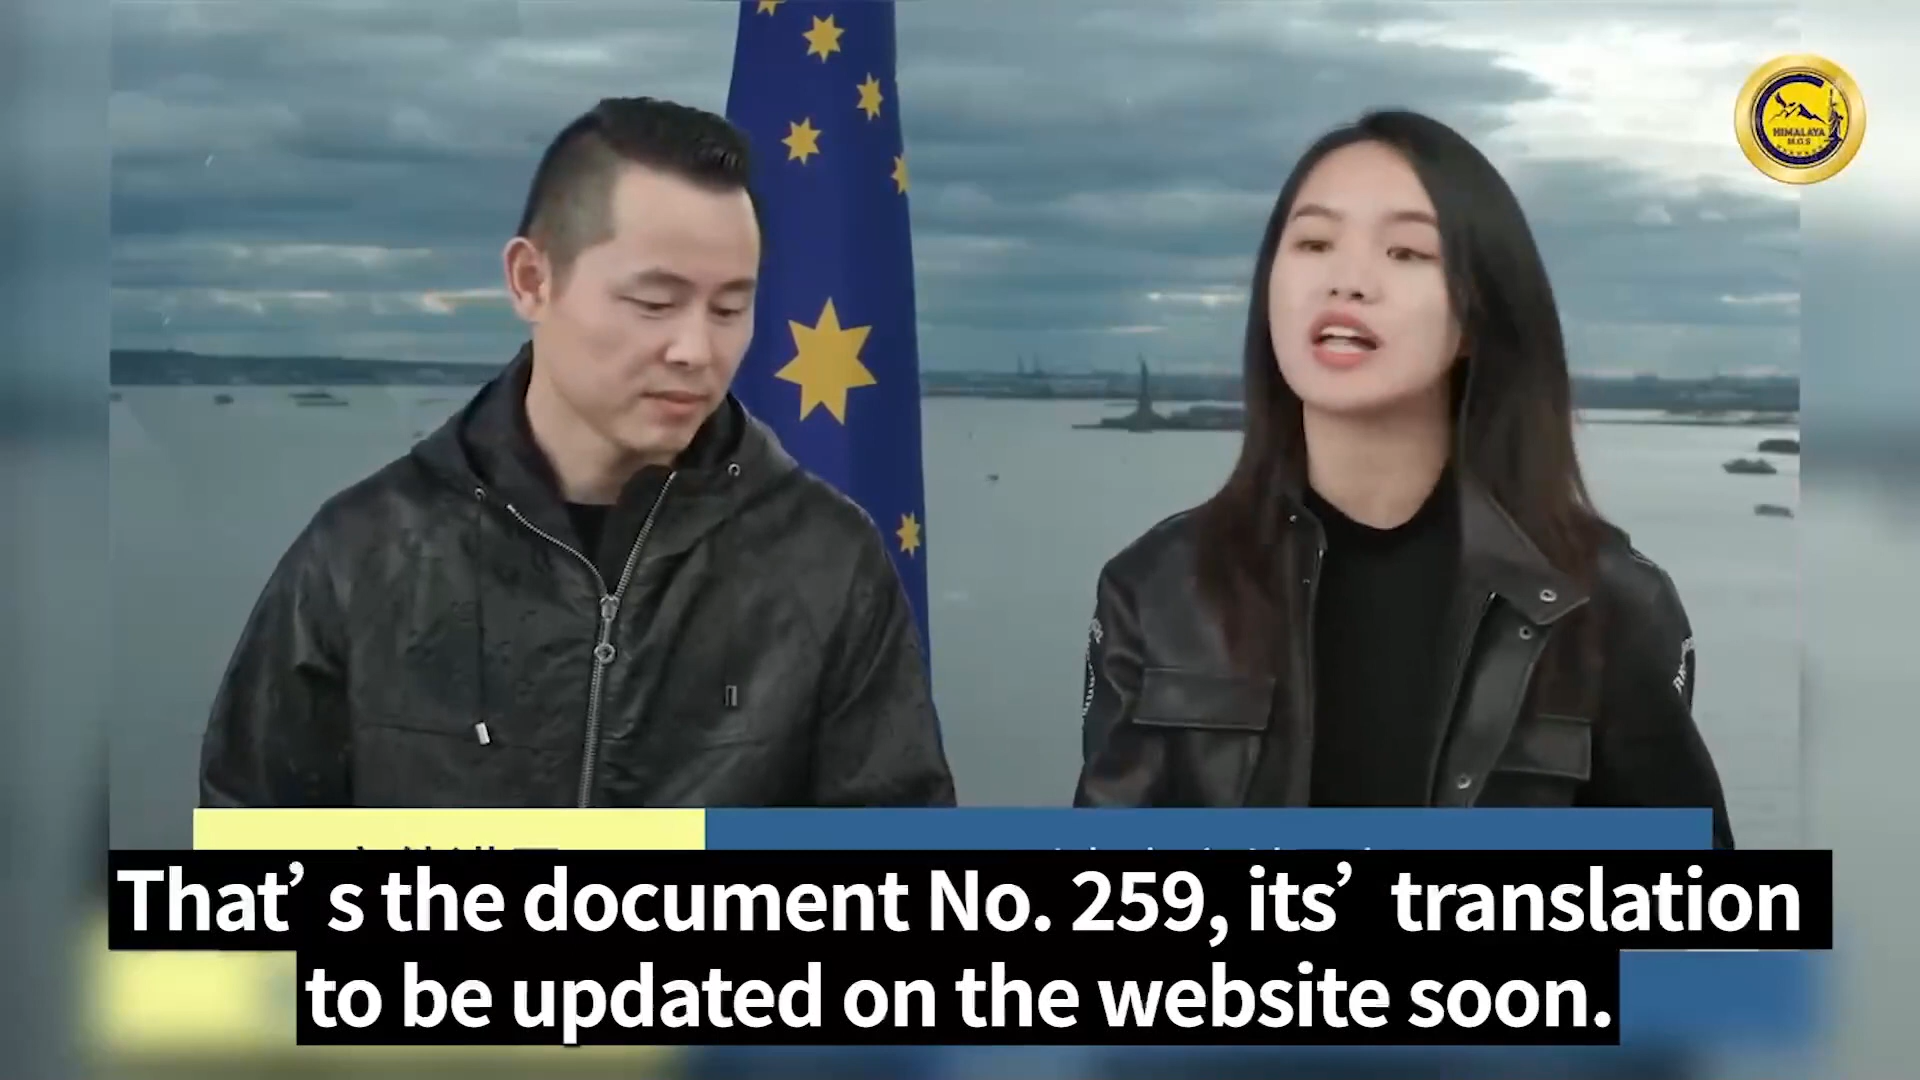 HIMALAYA
M.O.S
That’s the document No. 259, its’ translation
to be updated on the website soon.